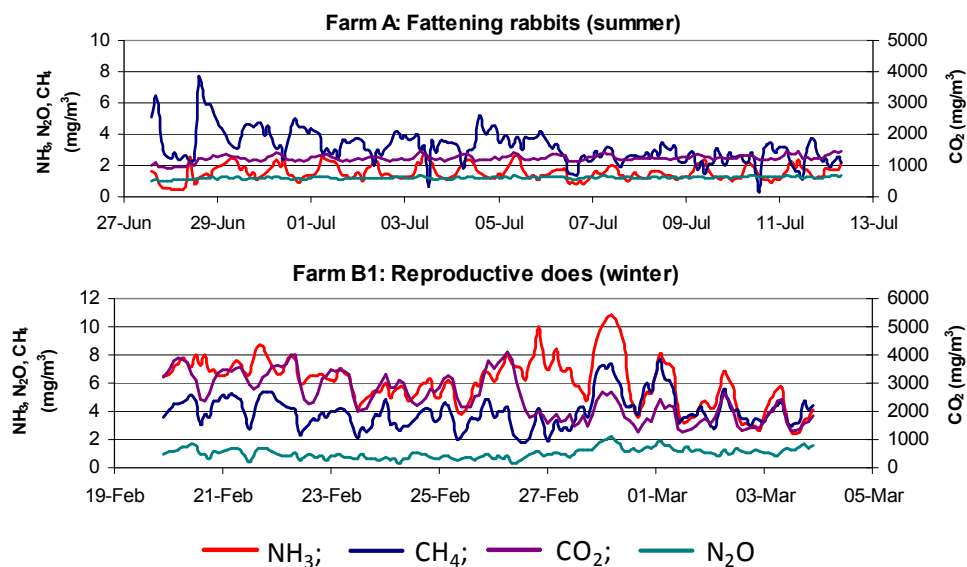 Farm A: Fattening rabbits (summer)
NH₃, N₂O, CH₄
(mg/m³)
10
8
6
4
2
0
5000
4000
3000
2000
1000
0
CO₂ (mg/m³)
27-Jun 29-Jun 01-Jul 03-Jul 05-Jul 07-Jul 09-Jul 11-Jul 13-Jul
Farm B1: Reproductive does (winter)
NH₃, N₂O, CH₄
(mg/m³)
12
10
8
6
4
2
0
6000
5000
4000
3000
2000
1000
0
CO₂ (mg/m³)
19-Feb 21-Feb 23-Feb 25-Feb 27-Feb 01-Mar 03-Mar 05-Mar
NH₃; CH₄; CO₂; N₂O